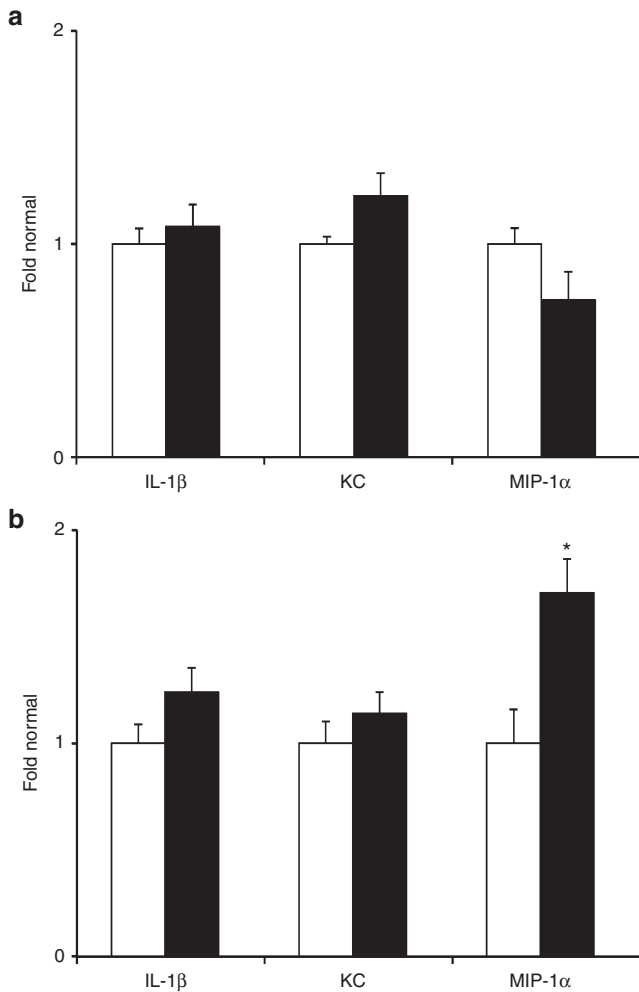 a
2
1
0
Fold normal
IL-1β KC MIP-1α
b
2
*
1
0
Fold normal
IL-1β KC MIP-1α